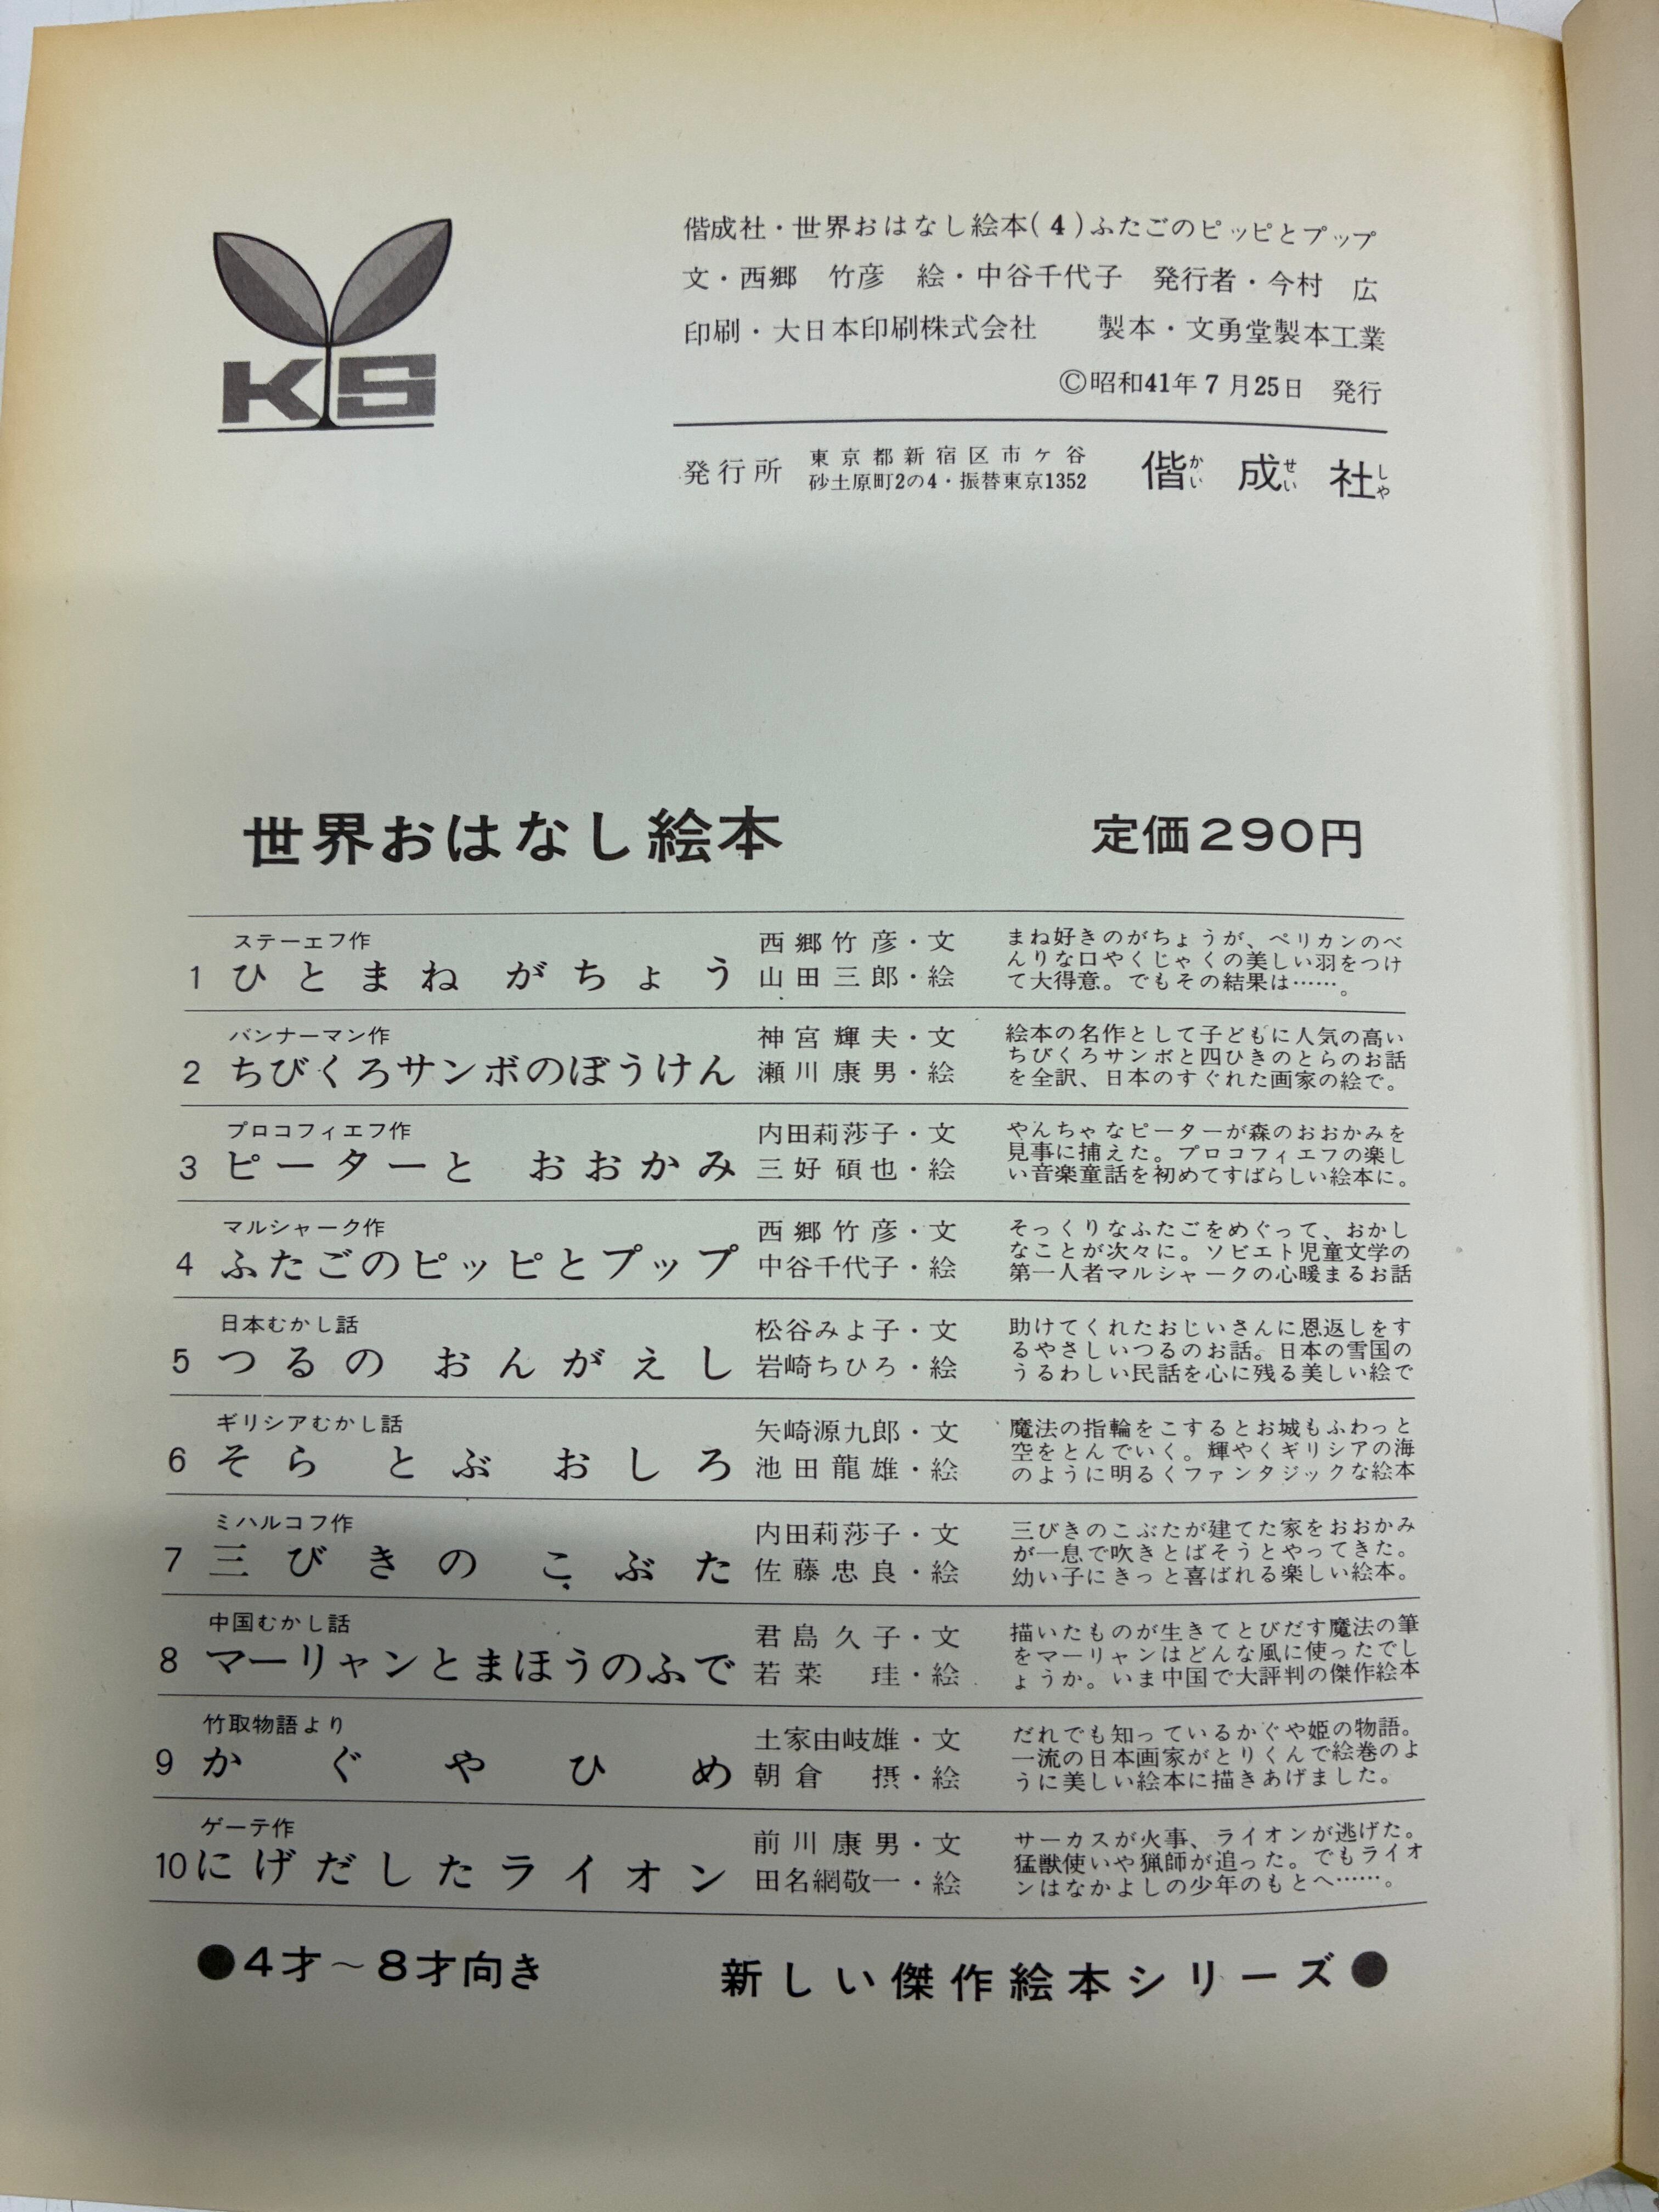 KS
偕成社・世界おはなし絵本(4)ふたごのピッピとプップ
文・西郷　竹彦　絵・中谷千代子　発行者・今村　広
印刷・大日本印刷株式会社　　製本・文勇堂製本工業
©昭和41年7月25日　発行
発行所　東京都新宿区市ヶ谷
砂土原町2の4・振替東京1352
偕成社
かい　せい　しや
世界おはなし絵本　定価290円
ステーエフ作
1 ひとまね がちょう
西郷竹彦・文
山田三郎・絵
まね好きのがちょうが、ペリカンのべ
んりな口やくじゃくの美しい羽をつけ
て大得意。でもその結果は……。
バンナーマン作
2 ちびくろサンボのぼうけん
神宮輝夫・文
瀬川康男・絵
絵本の名作として子どもに人気の高い
ちびくろサンボと四ひきのとらのお話
を全訳、日本のすぐれた画家の絵で。
プロコフィエフ作
3 ピーターと おおかみ
内田莉莎子・文
三好碩也・絵
やんちゃなピーターが森のおおかみを
見事に捕えた。プロコフィエフの楽し
い音楽童話を初めてすばらしい絵本に。
マルシャーク作
4 ふたごのピッピとプップ
西郷竹彦・文
中谷千代子・絵
そっくりなふたごをめぐって、おかし
なことが次々に。ソビエト児童文学の
第一人者マルシャークの心暖まるお話
日本むかし話
5 つるの おんがえし
松谷みよ子・文
岩崎ちひろ・絵
助けてくれたおじいさんに恩返しをす
るやさしいつるのお話。日本の雪国の
うるわしい民話を心に残る美しい絵で
ギリシアむかし話
6 そら とぶ おしろ
矢崎源九郎・文
池田龍雄・絵
魔法の指輪をこするとお城もふわっと
空をとんでいく。輝やくギリシアの海
のように明るくファンタジックな絵本
ミハルコフ作
7 三びきの こぶた
内田莉莎子・文
佐藤忠良・絵
三びきのこぶたが建てた家をおおかみ
が一息で吹きとばそうとやってきた。
幼い子にきっと喜ばれる楽しい絵本。
中国むかし話
8 マーリャンとまほうのふで
君島久子・文
若菜　珪・絵
描いたものが生きてとびだす魔法の筆
をマーリャンはどんな風に使ったでし
ょうか。いま中国で大評判の傑作絵本
竹取物語より
9 かぐやひめ
土家由岐雄・文
朝倉　摂・絵
だれでも知っているかぐや姫の物語。
一流の日本画家がとりくんで絵巻のよ
うに美しい絵本に描きあげました。
ゲーテ作
10 にげだしたライオン
前川康男・文
田名網敬一・絵
サーカスが火事、ライオンが逃げた。
猛獣使いや猟師が追った。でもライオ
ンはなかよしの少年のもとへ……。
●4才～8才向き　新しい傑作絵本シリーズ●